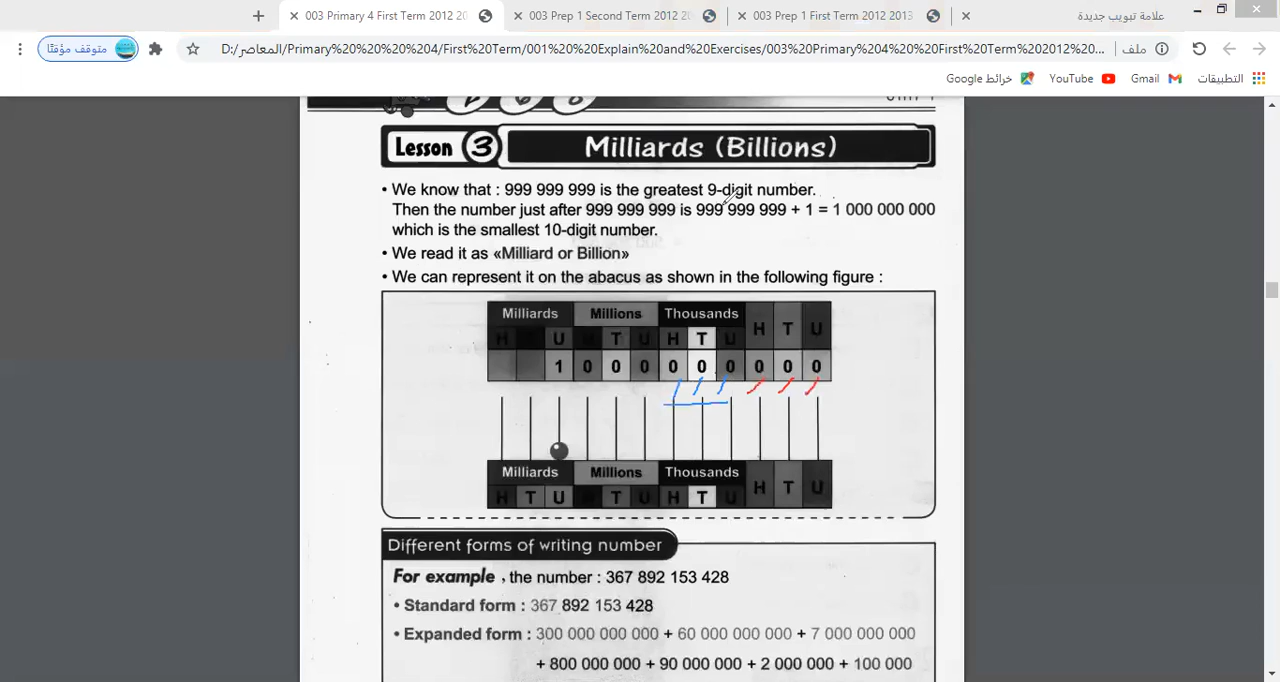 003 Primary 4 First Term 2012 20
003 Prep 1 Second Term 2012 20
003 Prep 1 First Term 2012 2013
علامة تبويب جديدة
متوقف مؤقتًا
D:/المعاصر/Primary%20%20%20%204/First%20Term/001%20%20Explain%20and%20Exercises/003%20%20Primary%204%20%20First%20Term%202012%20...
ملف
التطبيقات
Gmail
YouTube
خرائط Google
Lesson 3 Milliards (Billions)
• We know that : 999 999 999 is the greatest 9-digit number.
Then the number just after 999 999 999 is 999 999 999 + 1 = 1 000 000 000
which is the smallest 10-digit number.
• We read it as «Milliard or Billion»
• We can represent it on the abacus as shown in the following figure :
Milliards Millions Thousands
H U T U H T U H T U
1 0 0 0 0 0 0 0 0 0
Milliards Millions Thousands
H T U T U H T U H T U
Different forms of writing number
For example , the number : 367 892 153 428
• Standard form : 367 892 153 428
• Expanded form : 300 000 000 000 + 60 000 000 000 + 7 000 000 000
+ 800 000 000 + 90 000 000 + 2 000 000 + 100 000